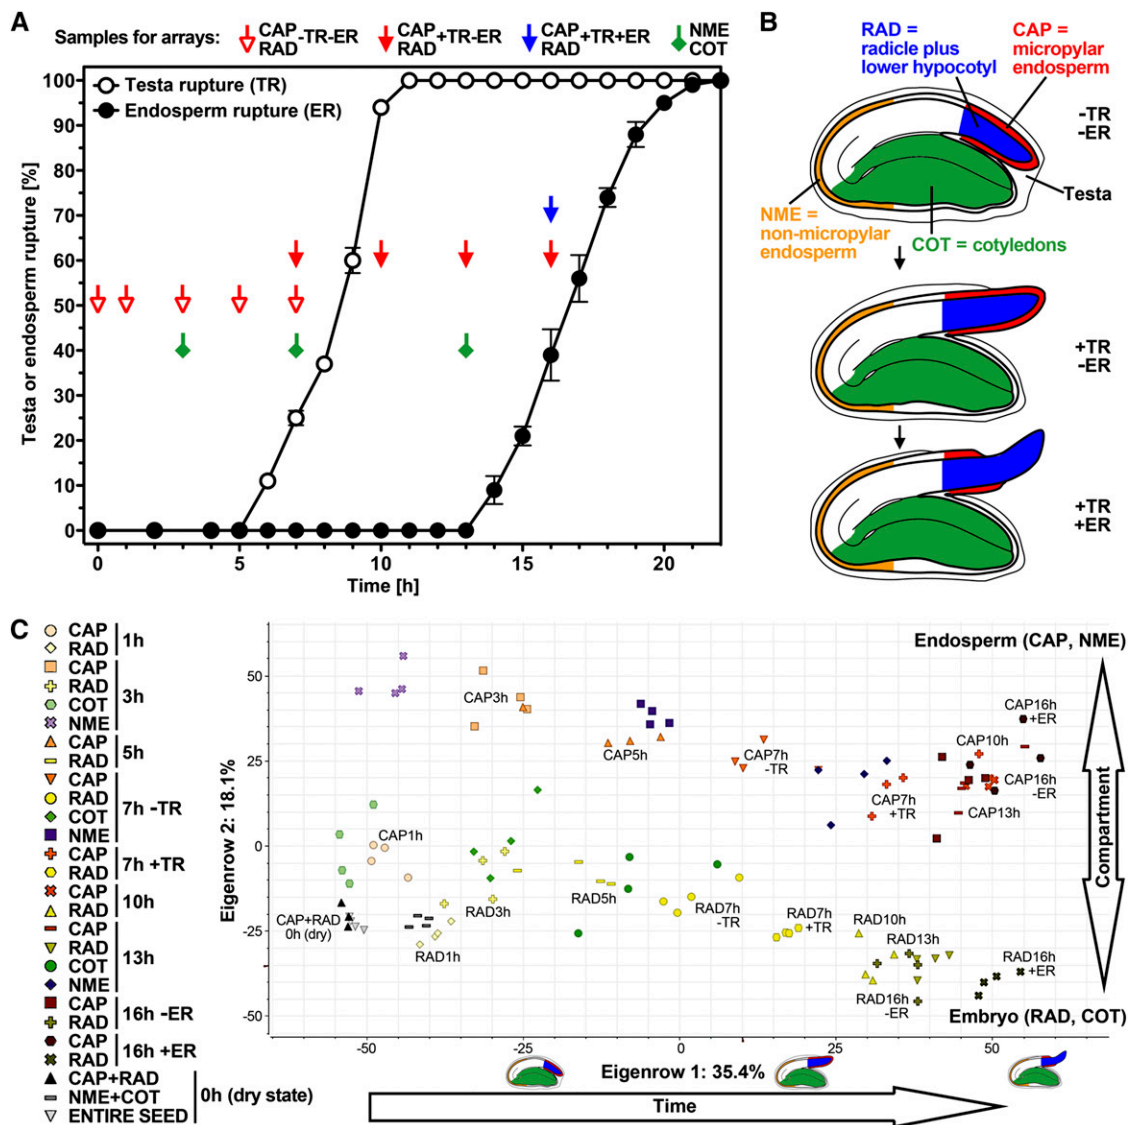 A
Samples for arrays:
CAP -TR-ER
RAD
CAP +TR-ER
RAD
CAP +TR+ER
RAD
NME
COT
Testa rupture (TR)
Endosperm rupture (ER)
Testa or endosperm rupture [%]
100
90
80
70
60
50
40
30
20
10
0
0 5 10 15 20
Time [h]
B
RAD =
radicle plus
lower hypocotyl
CAP =
micropylar
endosperm
-TR
-ER
Testa
NME =
non-micropylar
endosperm
COT = cotyledons
+TR
-ER
+TR
+ER
C
CAP
RAD
1h
CAP
RAD
COT
NME
3h
CAP
RAD
5h
CAP
RAD
COT
NME
7h -TR
CAP
RAD
7h +TR
CAP
RAD
10h
CAP
RAD
COT
NME
13h
CAP
RAD
16h -ER
CAP
RAD
16h +ER
CAP+RAD
NME+COT
ENTIRE SEED
0h (dry state)
Eigenrow 2: 18.1%
50
25
0
-25
-50
Endosperm (CAP, NME)
CAP3h
CAP5h
CAP7h
-TR
CAP7h
+TR
CAP10h
CAP16h
+ER
CAP16h
-ER
CAP13h
CAP1h
CAP+RAD
0h (dry)
RAD1h
RAD3h
RAD5h
RAD7h
-TR
RAD7h
+TR
RAD10h
RAD13h
RAD16h
+ER
RAD16h
-ER
Embryo (RAD, COT)
Compartment
-50 -25 0 25 50
Eigenrow 1: 35.4%
Time